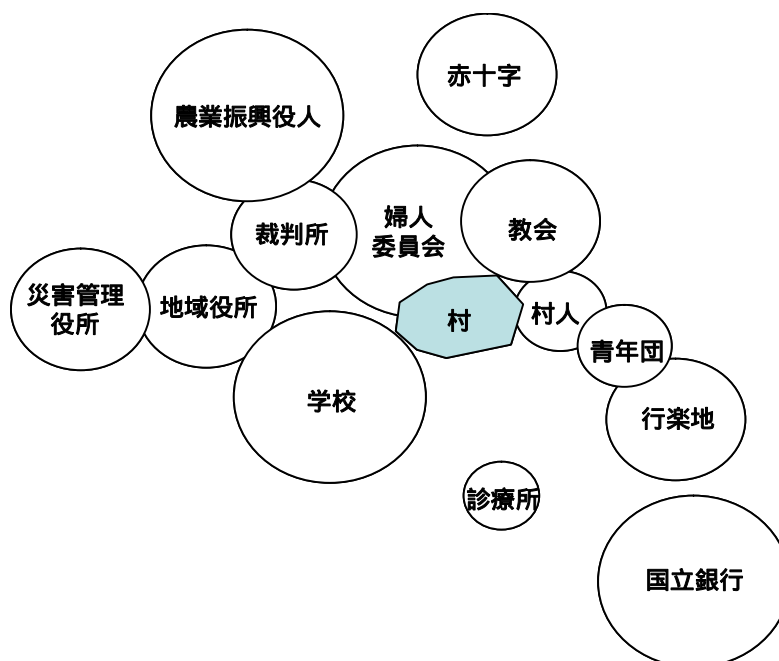 赤十字
農業振興役人
婦人
委員会
教会
裁判所
災害管理
役所
地域役所
村
村人
青年団
学校
行楽地
診療所
国立銀行